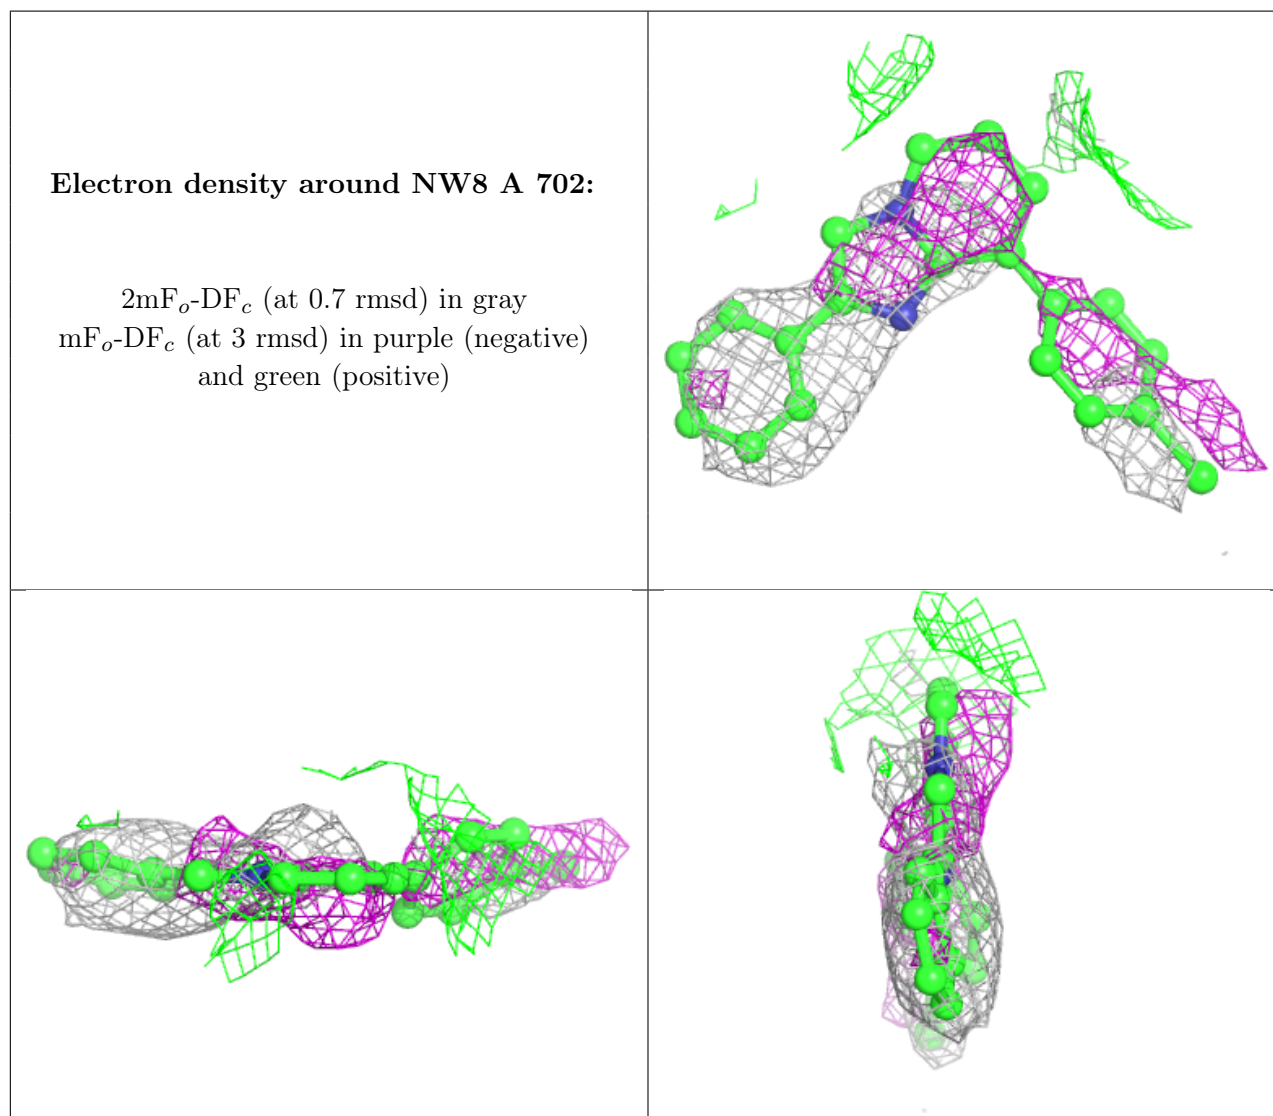 Electron density around NW8 A 702:
2mFo-DFc (at 0.7 rmsd) in gray
mFo-DFc (at 3 rmsd) in purple (negative)
and green (positive)